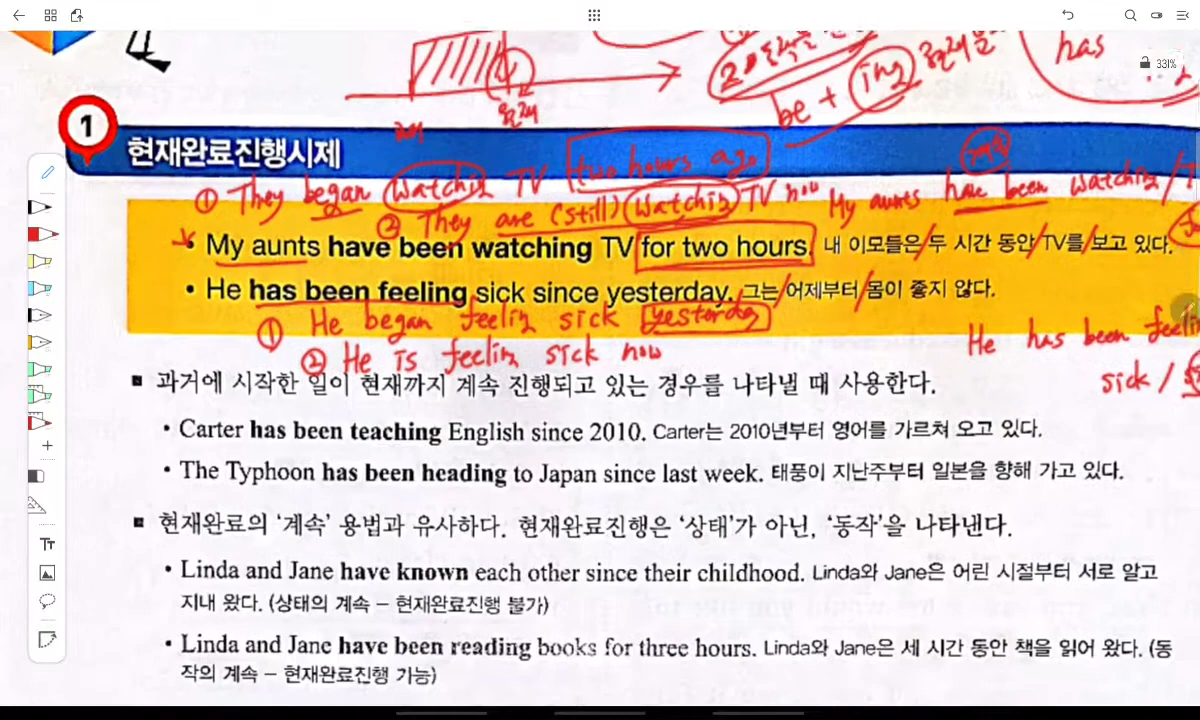 has
331%
현재
be + ing
1
현재완료진행시제
two hours ago
① They began watching TV
② They are (still) watching TV now
My aunts have been watching /
My aunts have been watching TV for two hours. 내 이모들은/두 시간 동안/TV를/보고 있다.
• He has been feeling sick since yesterday. 그는/어제부터/몸이 좋지 않다.
① He began feeling sick yesterday
② He is feeling sick now
He has been
sick /
■ 과거에 시작한 일이 현재까지 계속 진행되고 있는 경우를 나타낼 때 사용한다.
• Carter has been teaching English since 2010. Carter는 2010년부터 영어를 가르쳐 오고 있다.
• The Typhoon has been heading to Japan since last week. 태풍이 지난주부터 일본을 향해 가고 있다.
■ 현재완료의 ‘계속’ 용법과 유사하다. 현재완료진행은 ‘상태’가 아닌, ‘동작’을 나타낸다.
• Linda and Jane have known each other since their childhood. Linda와 Jane은 어린 시절부터 서로 알고
지내 왔다. (상태의 계속 – 현재완료진행 불가)
• Linda and Jane have been reading books for three hours. Linda와 Jane은 세 시간 동안 책을 읽어 왔다. (동
작의 계속 – 현재완료진행 가능)
Tт